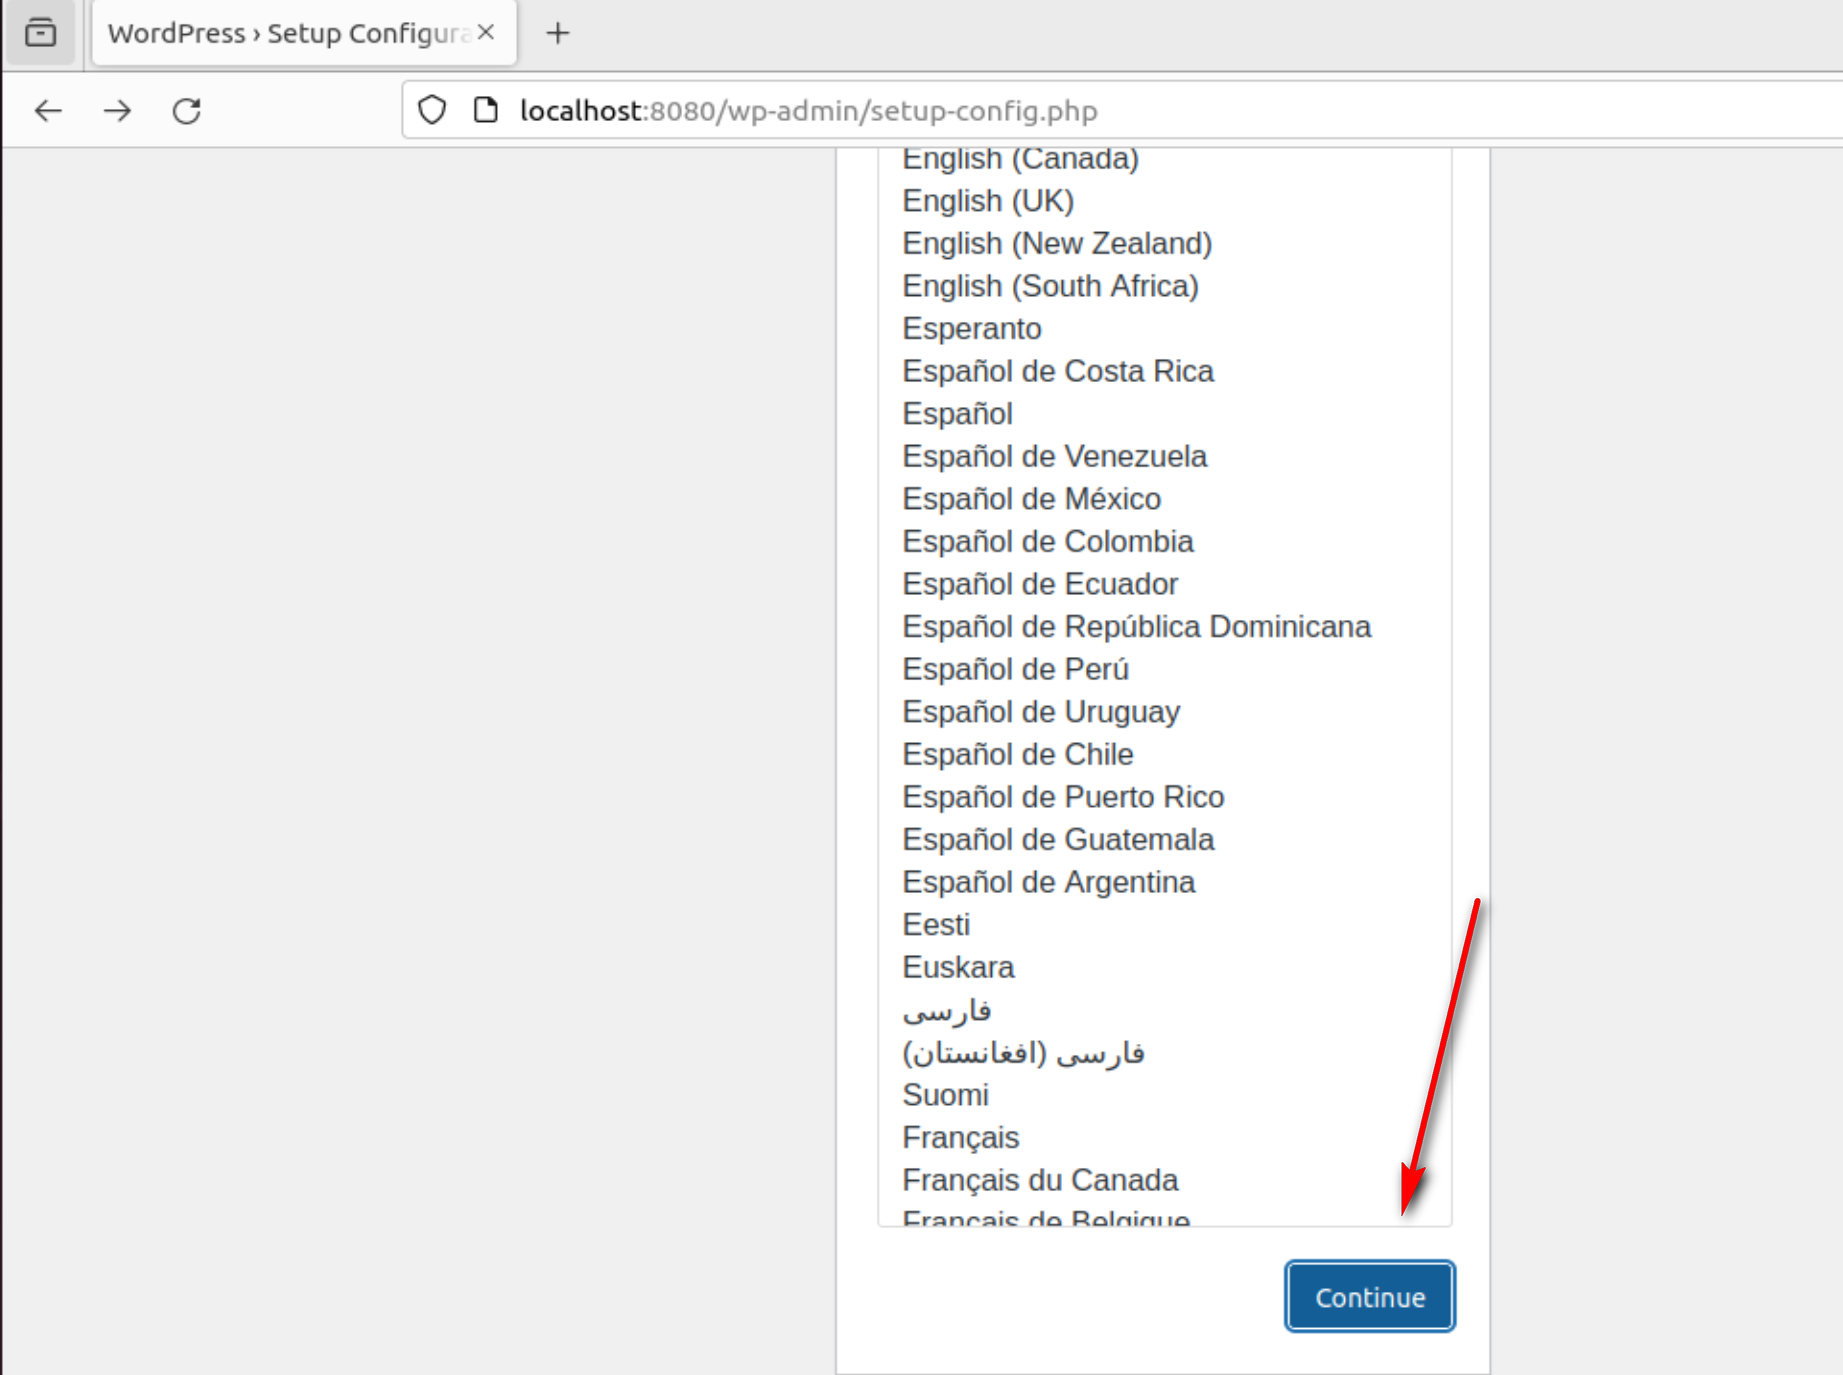 WordPress › Setup Configura
localhost:8080/wp-admin/setup-config.php
English (Canada)
English (UK)
English (New Zealand)
English (South Africa)
Esperanto
Español de Costa Rica
Español
Español de Venezuela
Español de México
Español de Colombia
Español de Ecuador
Español de República Dominicana
Español de Perú
Español de Uruguay
Español de Chile
Español de Puerto Rico
Español de Guatemala
Español de Argentina
Eesti
Euskara
فارسی
فارسی (افغانستان)
Suomi
Français
Français du Canada
Français de Belgique
Continue